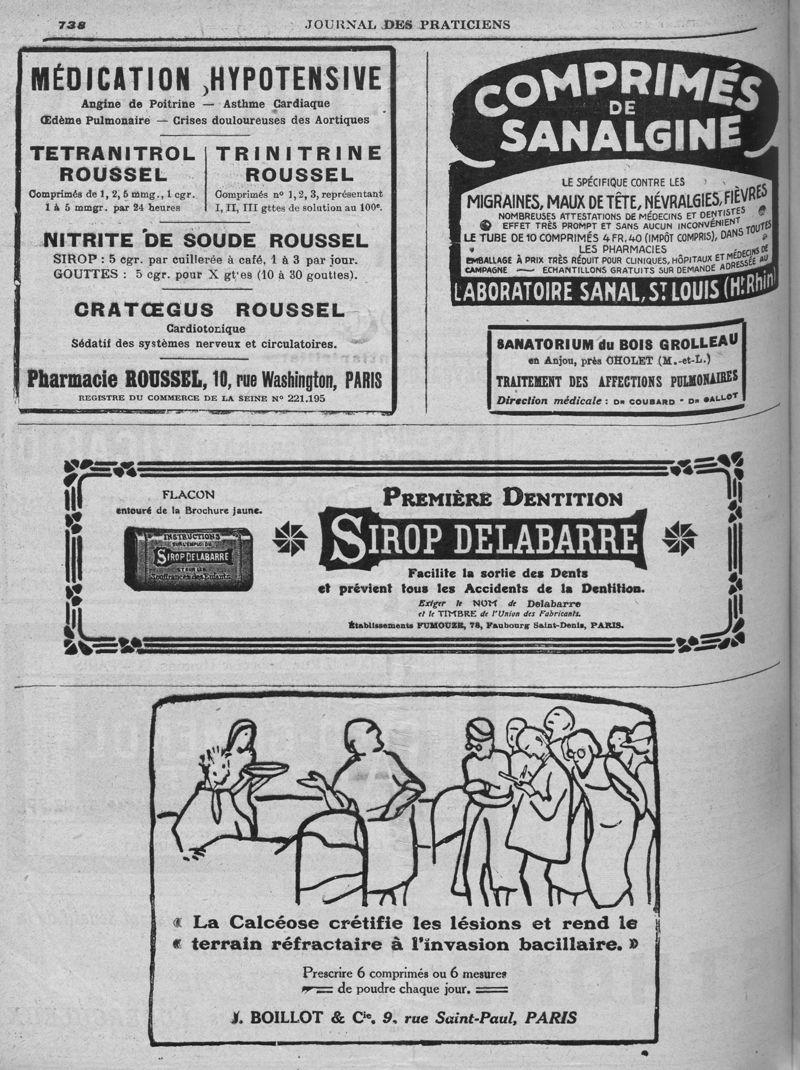 738
JOURNAL DES PRATICIENS
MÉDICATION HYPOTENSIVE
Angine de Poitrine — Asthme Cardiaque
Œdème Pulmonaire — Crises douloureuses des Aortiques
TETRANITROL
ROUSSEL
Comprimés de 1, 2, 5 mmg., 1 cgr.
1 à 5 mmgr. par 24 heures
TRINITRINE
ROUSSEL
Comprimés nº 1, 2, 3, représentant
I, II, III gttes de solution au 100e.
NITRITE DE SOUDE ROUSSEL
SIROP : 5 cgr. par cuillerée à café, 1 à 3 par jour.
GOUTTES : 5 cgr. pour X gttes (10 à 30 gouttes).
CRATŒGUS ROUSSEL
Cardiotonique
Sédatif des systèmes nerveux et circulatoires.
Pharmacie ROUSSEL, 10, rue Washington, PARIS
REGISTRE DU COMMERCE DE LA SEINE Nº 221.195
COMPRIMÉS
DE
SANALGINE
LE SPÉCIFIQUE CONTRE LES
MIGRAINES, MAUX DE TÊTE, NÉVRALGIES, FIÈVRES
NOMBREUSES ATTESTATIONS DE MÉDECINS ET DENTISTES
EFFET TRÈS PROMPT ET SANS AUCUN INCONVÉNIENT
LE TUBE DE 10 COMPRIMÉS 4 FR,40 (IMPÔT COMPRIS), DANS TOUTES
LES PHARMACIES
EMBALLAGE À PRIX TRÈS RÉDUIT POUR CLINIQUES, HÔPITAUX ET MÉDECINS DE
CAMPAGNE — ECHANTILLONS GRATUITS SUR DEMANDE ADRESSÉE AU
LABORATOIRE SANAL, ST LOUIS (Ht Rhin)
SANATORIUM du BOIS GROLLEAU
en Anjou, près CHOLET (M.-et-L.)
TRAITEMENT DES AFFECTIONS PULMONAIRES
Direction médicale : DR COUBARD - DR GALLOT
FLACON
entouré de la Brochure jaune.
INSTRUCTIONS
SUR L'EMPLOI DU
SIROP DELABARRE
ET SUR LES
Souffrances des Enfants
PREMIÈRE DENTITION
SIROP DELABARRE
Facilite la sortie des Dents
et prévient tous les Accidents de la Dentition.
Exiger le NOM de Delabarre
et le TIMBRE de l'Union des Fabricants.
Établissements FUMOUZE, 78, Faubourg Saint-Denis, PARIS.
« La Calcéose crétifie les lésions et rend le
« terrain réfractaire à l'invasion bacillaire. »
Prescrire 6 comprimés ou 6 mesures
de poudre chaque jour.
J. BOILLOT & Cie, 9, rue Saint-Paul, PARIS